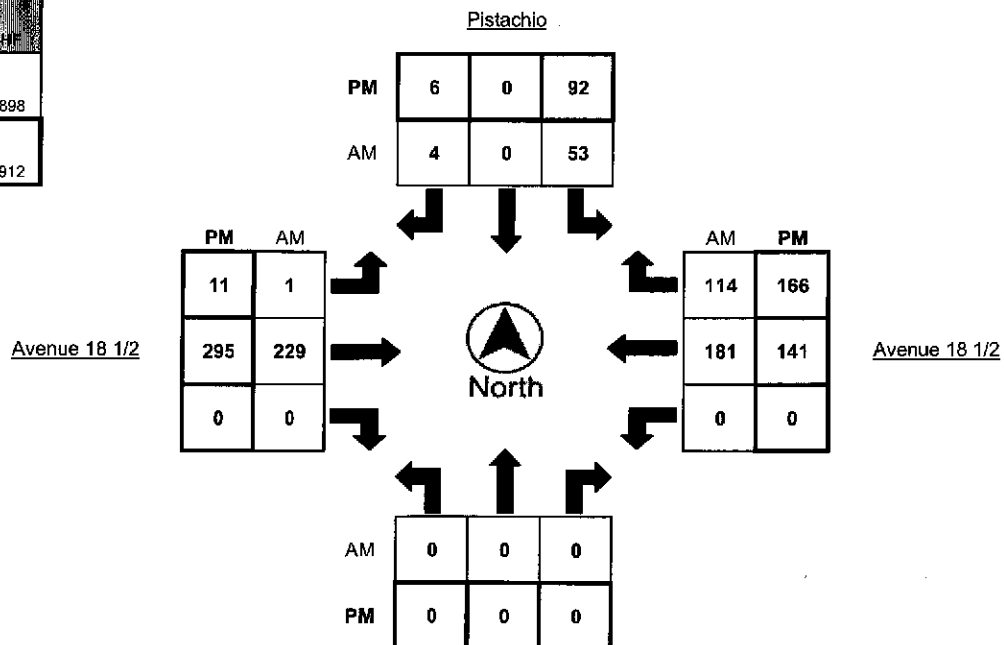 Pistachio
PM 6 0 92
898
AM 4 0 53
912
PM AM
AM PM
11 1
114 166
Avenue 18 1/2
295 229
North
181 141
Avenue 18 1/2
0 0
0 0
AM 0 0 0
PM 0 0 0